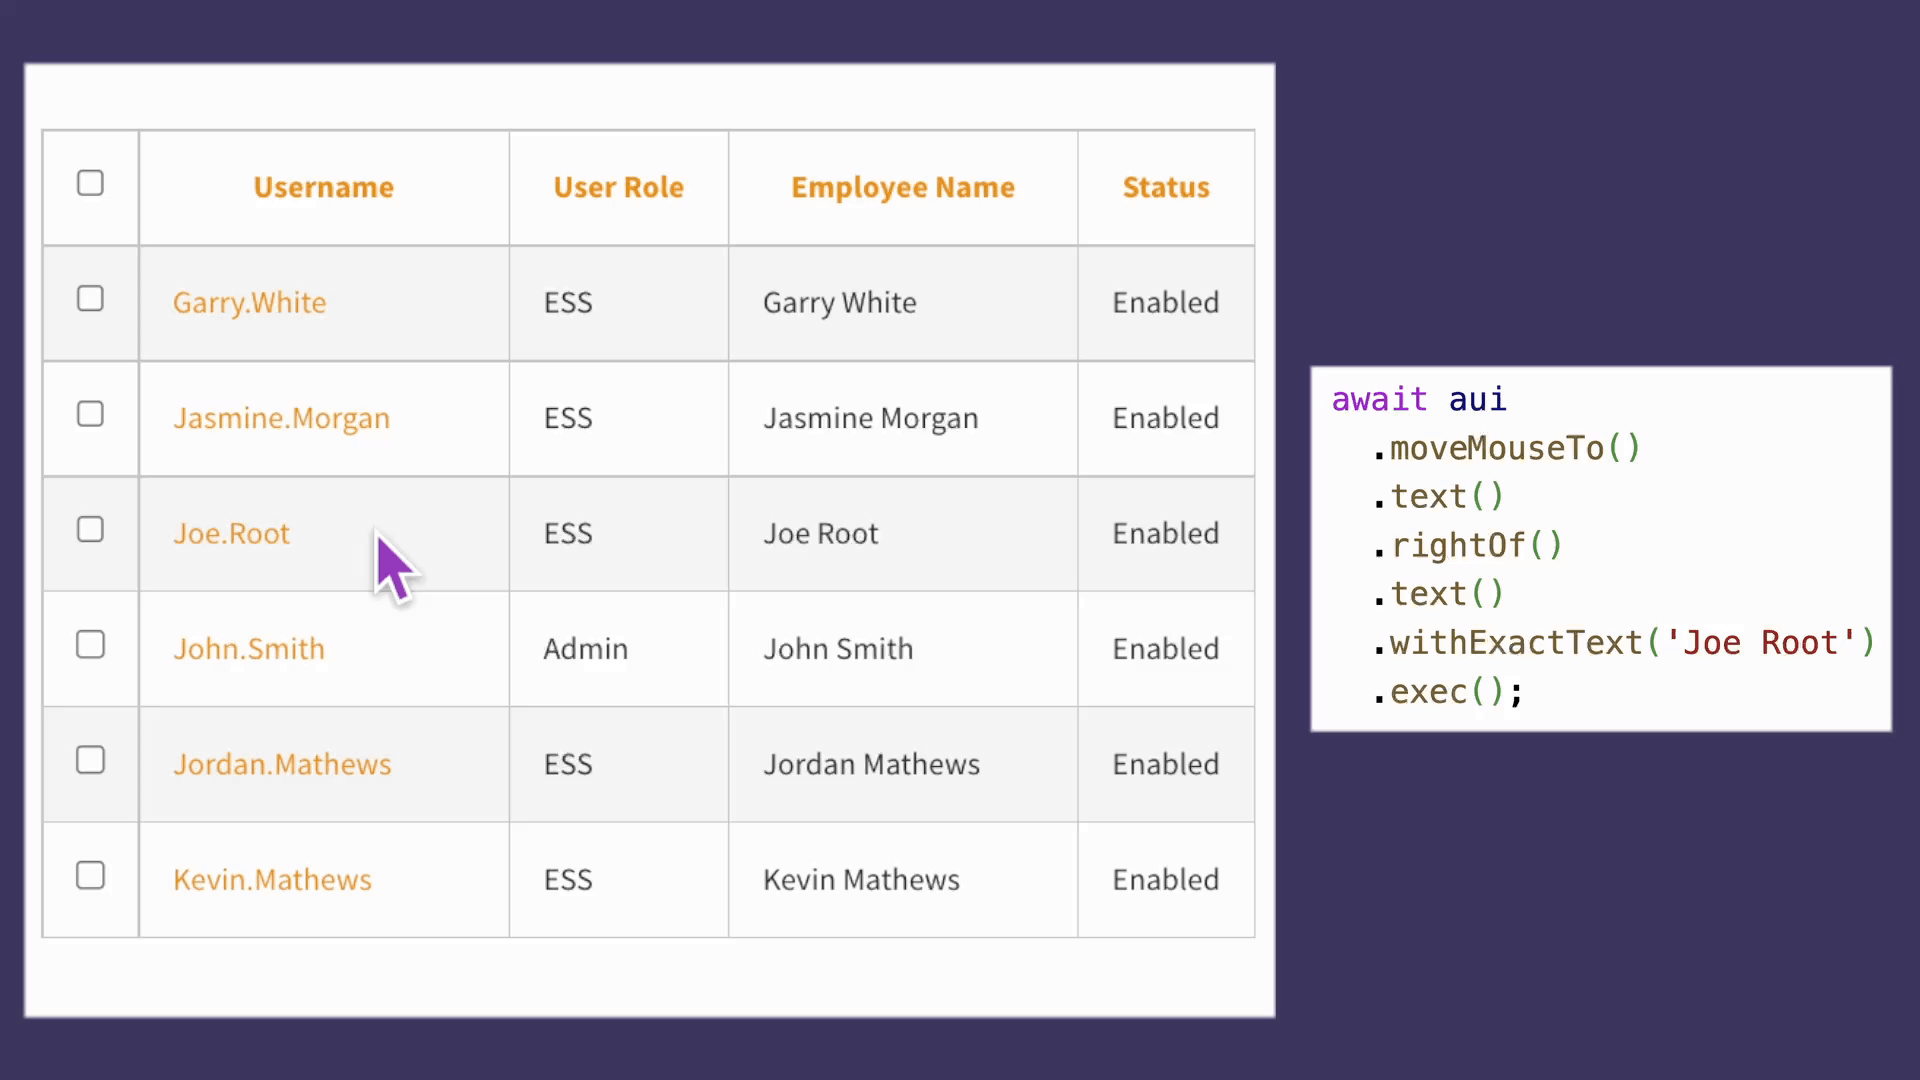 Username User Role Employee Name Status
Garry.White ESS Garry White Enabled
Jasmine.Morgan ESS Jasmine Morgan Enabled
Joe.Root ESS Joe Root Enabled
John.Smith Admin John Smith Enabled
Jordan.Mathews ESS Jordan Mathews Enabled
Kevin.Mathews ESS Kevin Mathews Enabled
await aui
.moveMouseTo()
.text()
.rightOf()
.text()
.withExactText('Joe Root')
.exec();